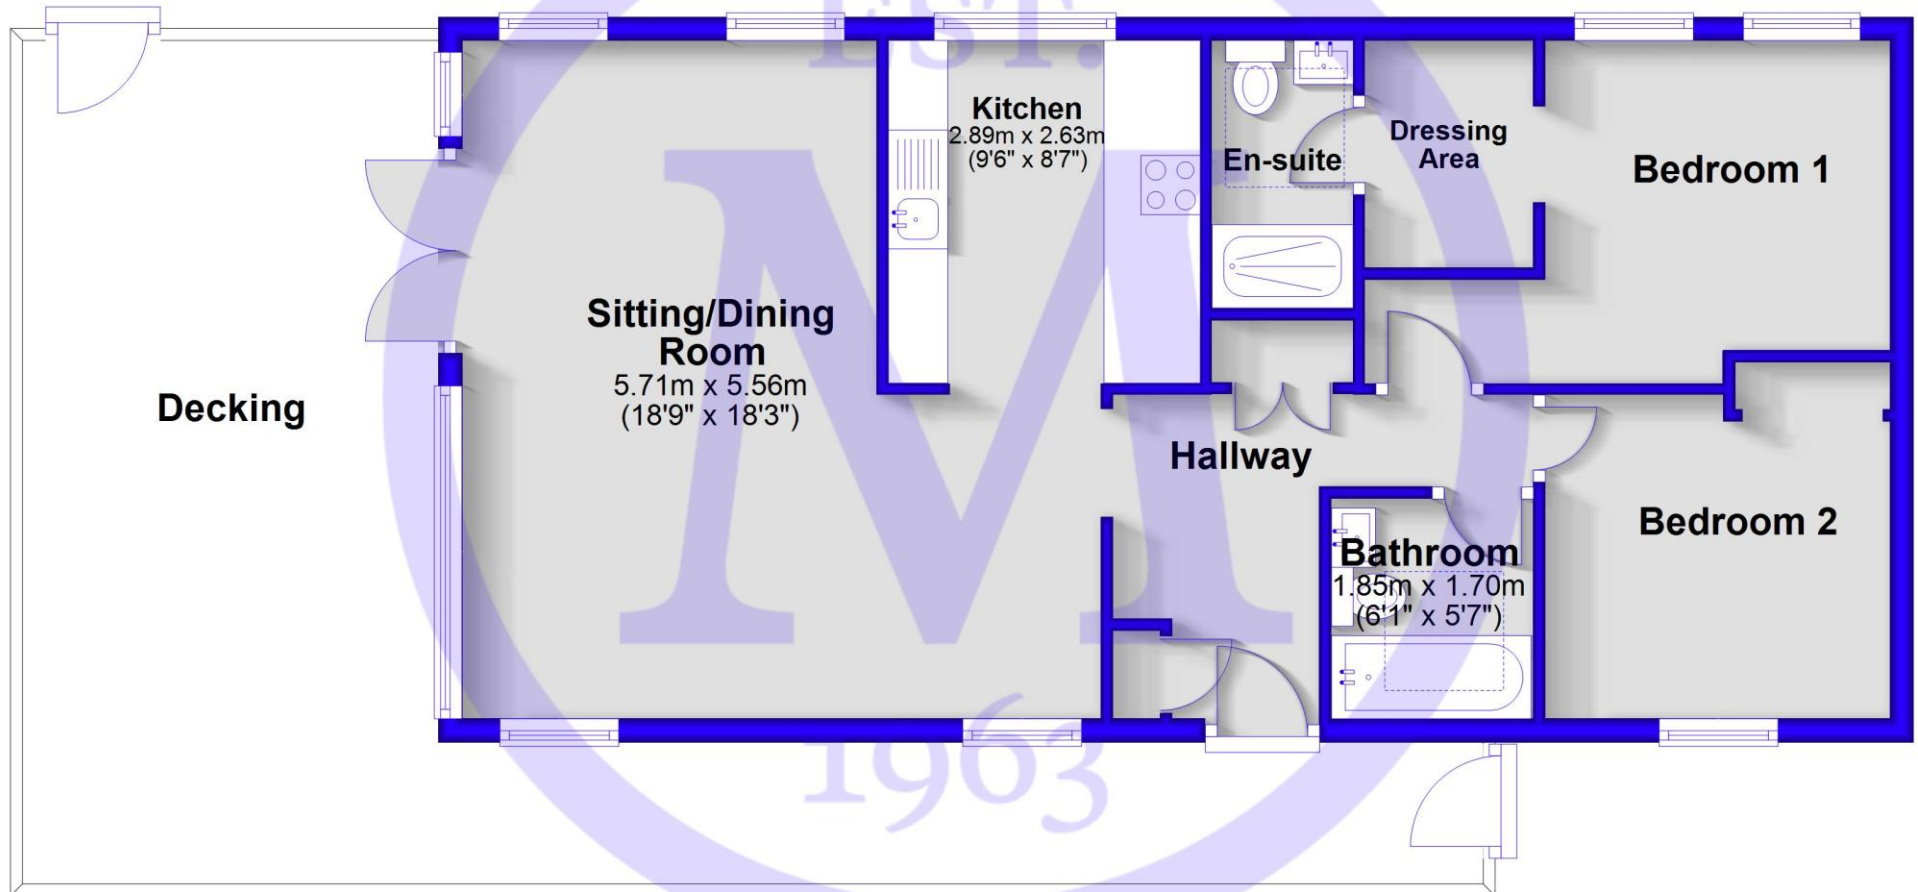 EST.
Kitchen
2.89m x 2.63m
(9'6" x 8'7")
En-suite
Dressing
Area
Bedroom 1
Sitting/Dining
Room
5.71m x 5.56m
(18'9" x 18'3")
Decking
Hallway
Bedroom 2
Bathroom
1.85m x 1.70m
(6'1" x 5'7")
M
1963